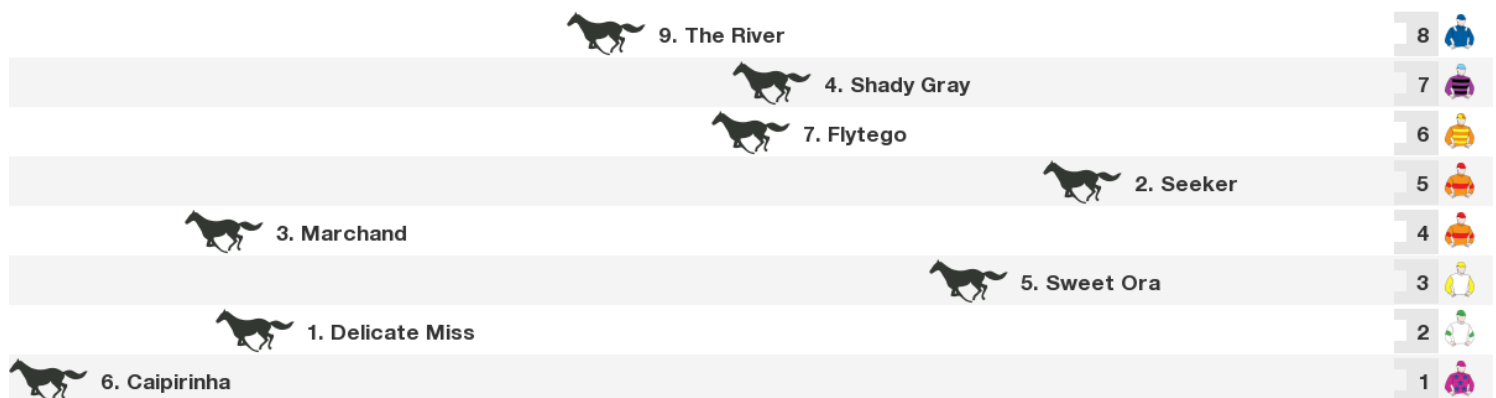 9. The River 8
4. Shady Gray 7
7. Flytego 6
2. Seeker 5
3. Marchand 4
5. Sweet Ora 3
1. Delicate Miss 2
6. Caipirinha 1